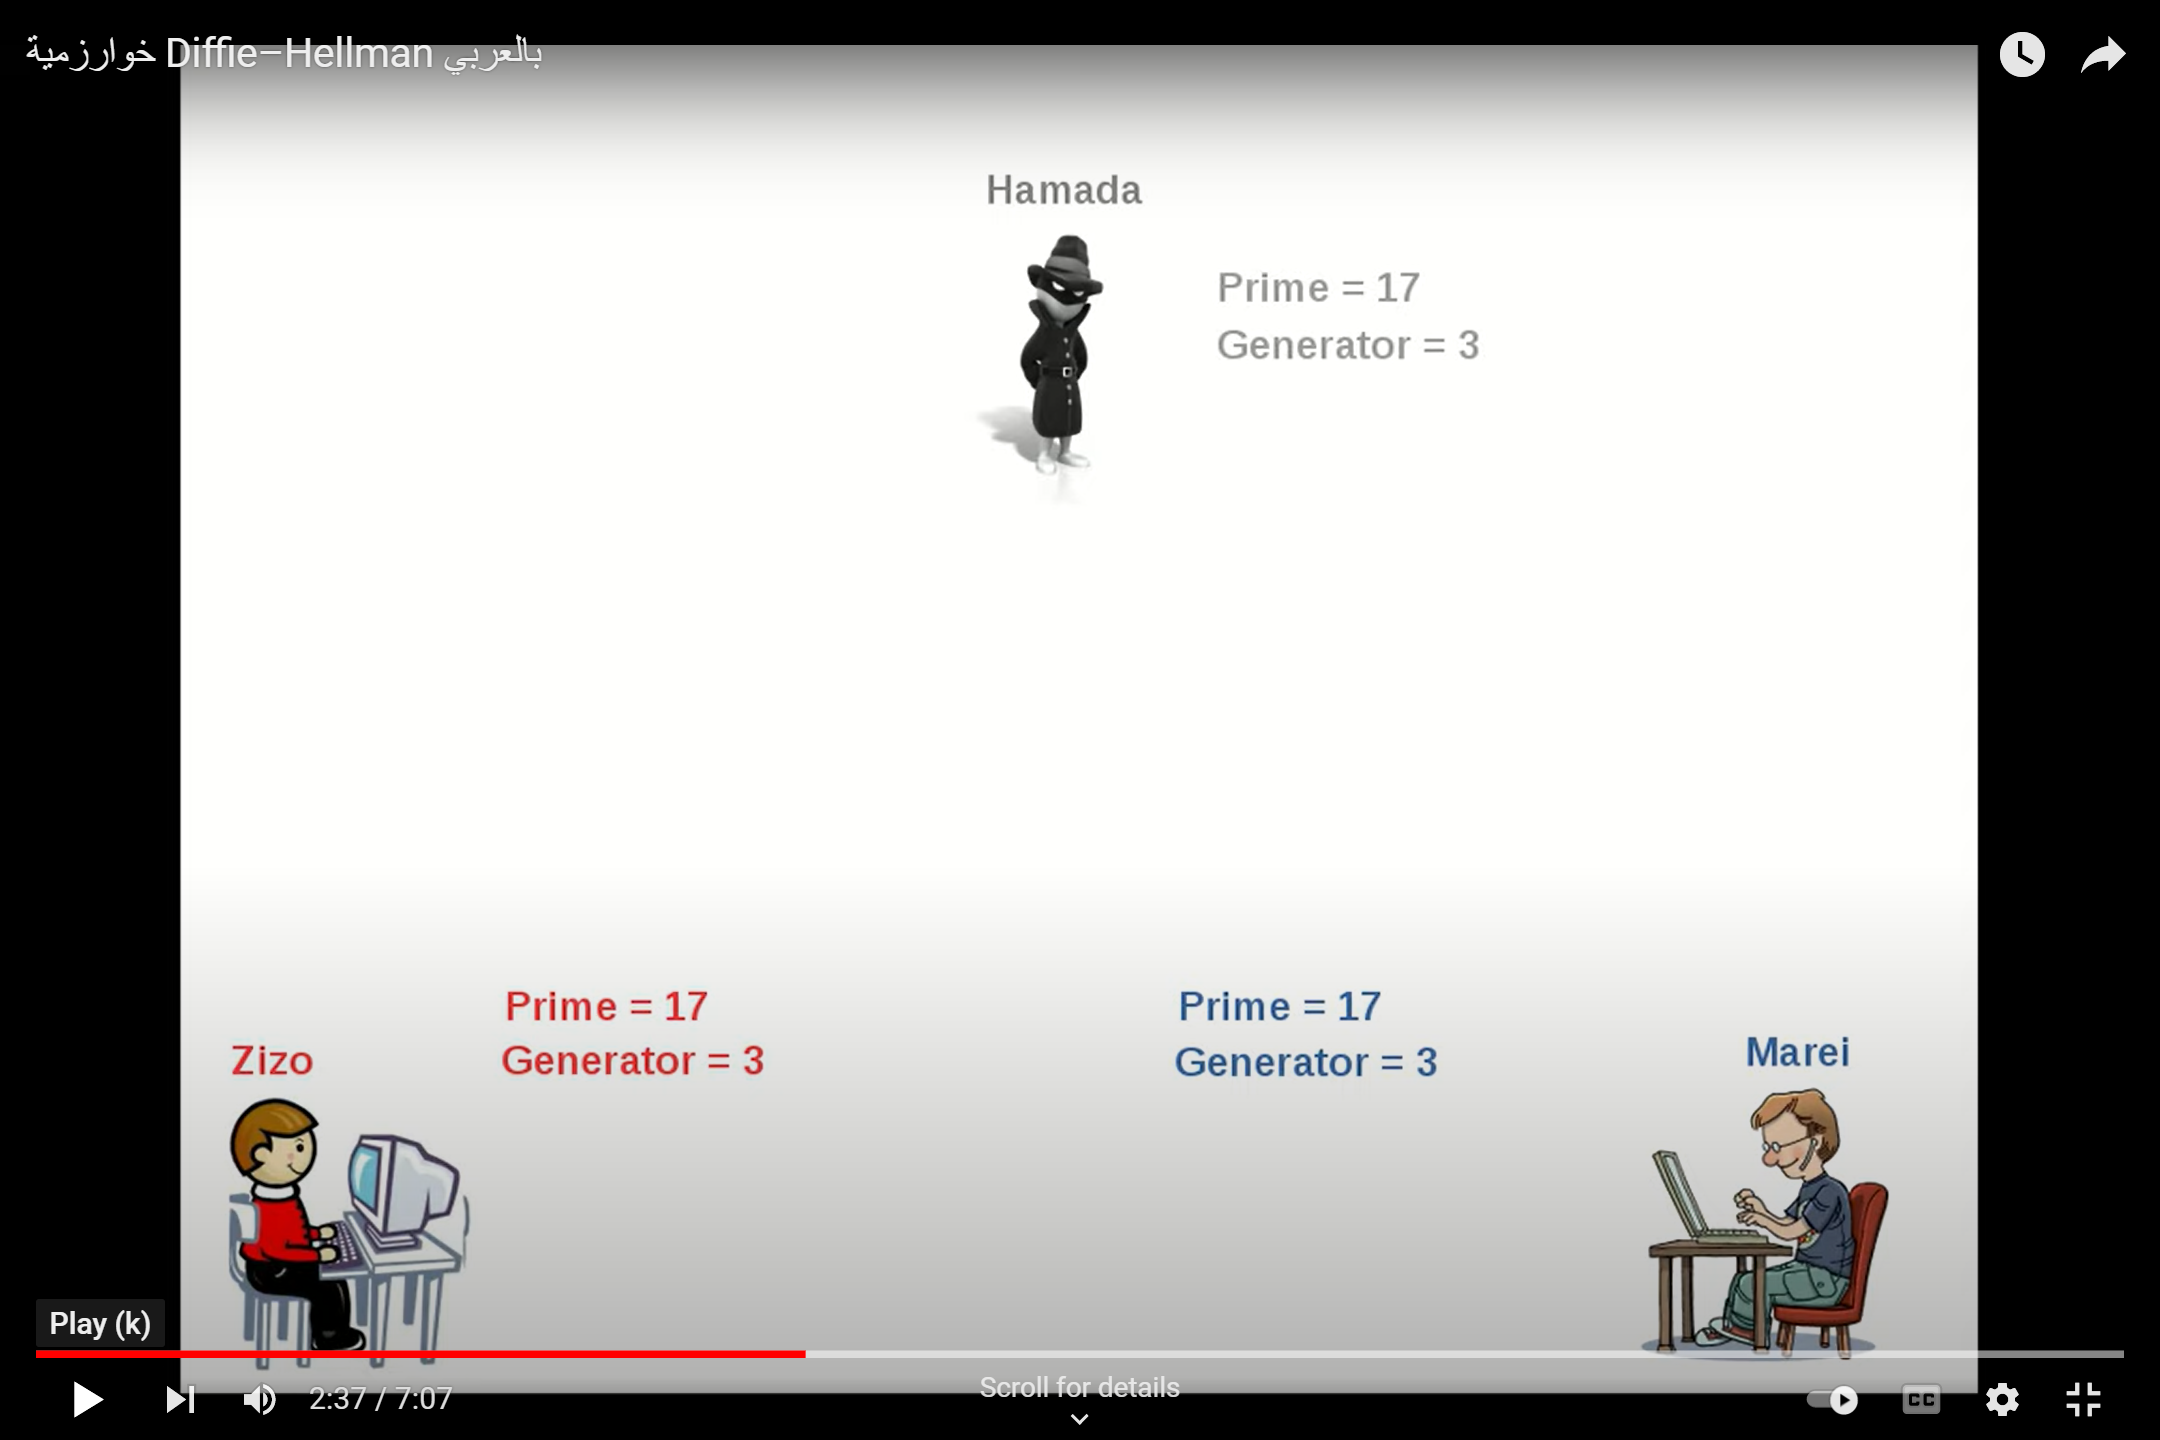 خوارزمية Diffie–Hellman بالعربي
Hamada
Prime = 17
Generator = 3
Prime = 17
Generator = 3
Zizo
Prime = 17
Generator = 3
Marei
Play (k)
2:37 / 7:07
Scroll for details
CC